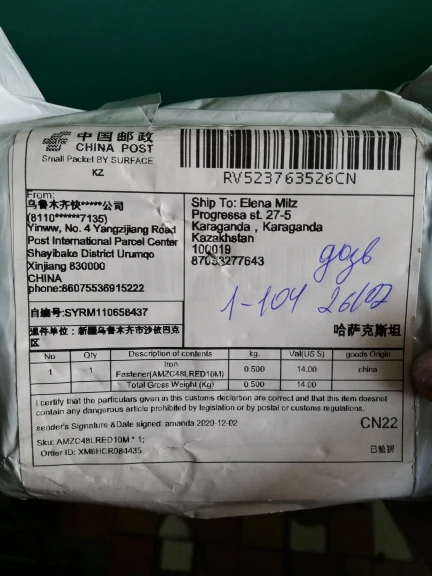 中国邮政
CHINA POST
Small Packet BY SURFACE
KZ
RV523763526CN
From:
乌鲁木齐快*****公司
(8110******7135)
Yinww, No. 4 Yangzijiang Road
Post International Parcel Center
Shayibake District Urumqo
Xinjiang 830000
CHINA
phone:86075536915222
自编号:SYRM110658437
退件单位：新疆乌鲁木齐市沙依巴克
区
Ship To: Elena Mitz
Progressa st. 27-5
Karaganda , Karaganda
Kazakhstan
100019
87053277643
1-104 26/02
哈萨克斯坦
No Qty Description of contents kg. Val(US $) goods Origin
1 1 Iron Fastener(AMZC48LRED10M1) 0.500 14.00 china
Total Gross Weight (Kg) 0.500 14.00
I certify that the particulars given in this customs declartion are correct and that this item doesnot
contain any dangerous article prohibited by legislation or by postal or customs regulations.
sender's Signature &Date signed: amanda 2020-12-02
CN22
Sku: AMZC48LRED10M * 1;
Order ID: XM6HCR084435
已验视